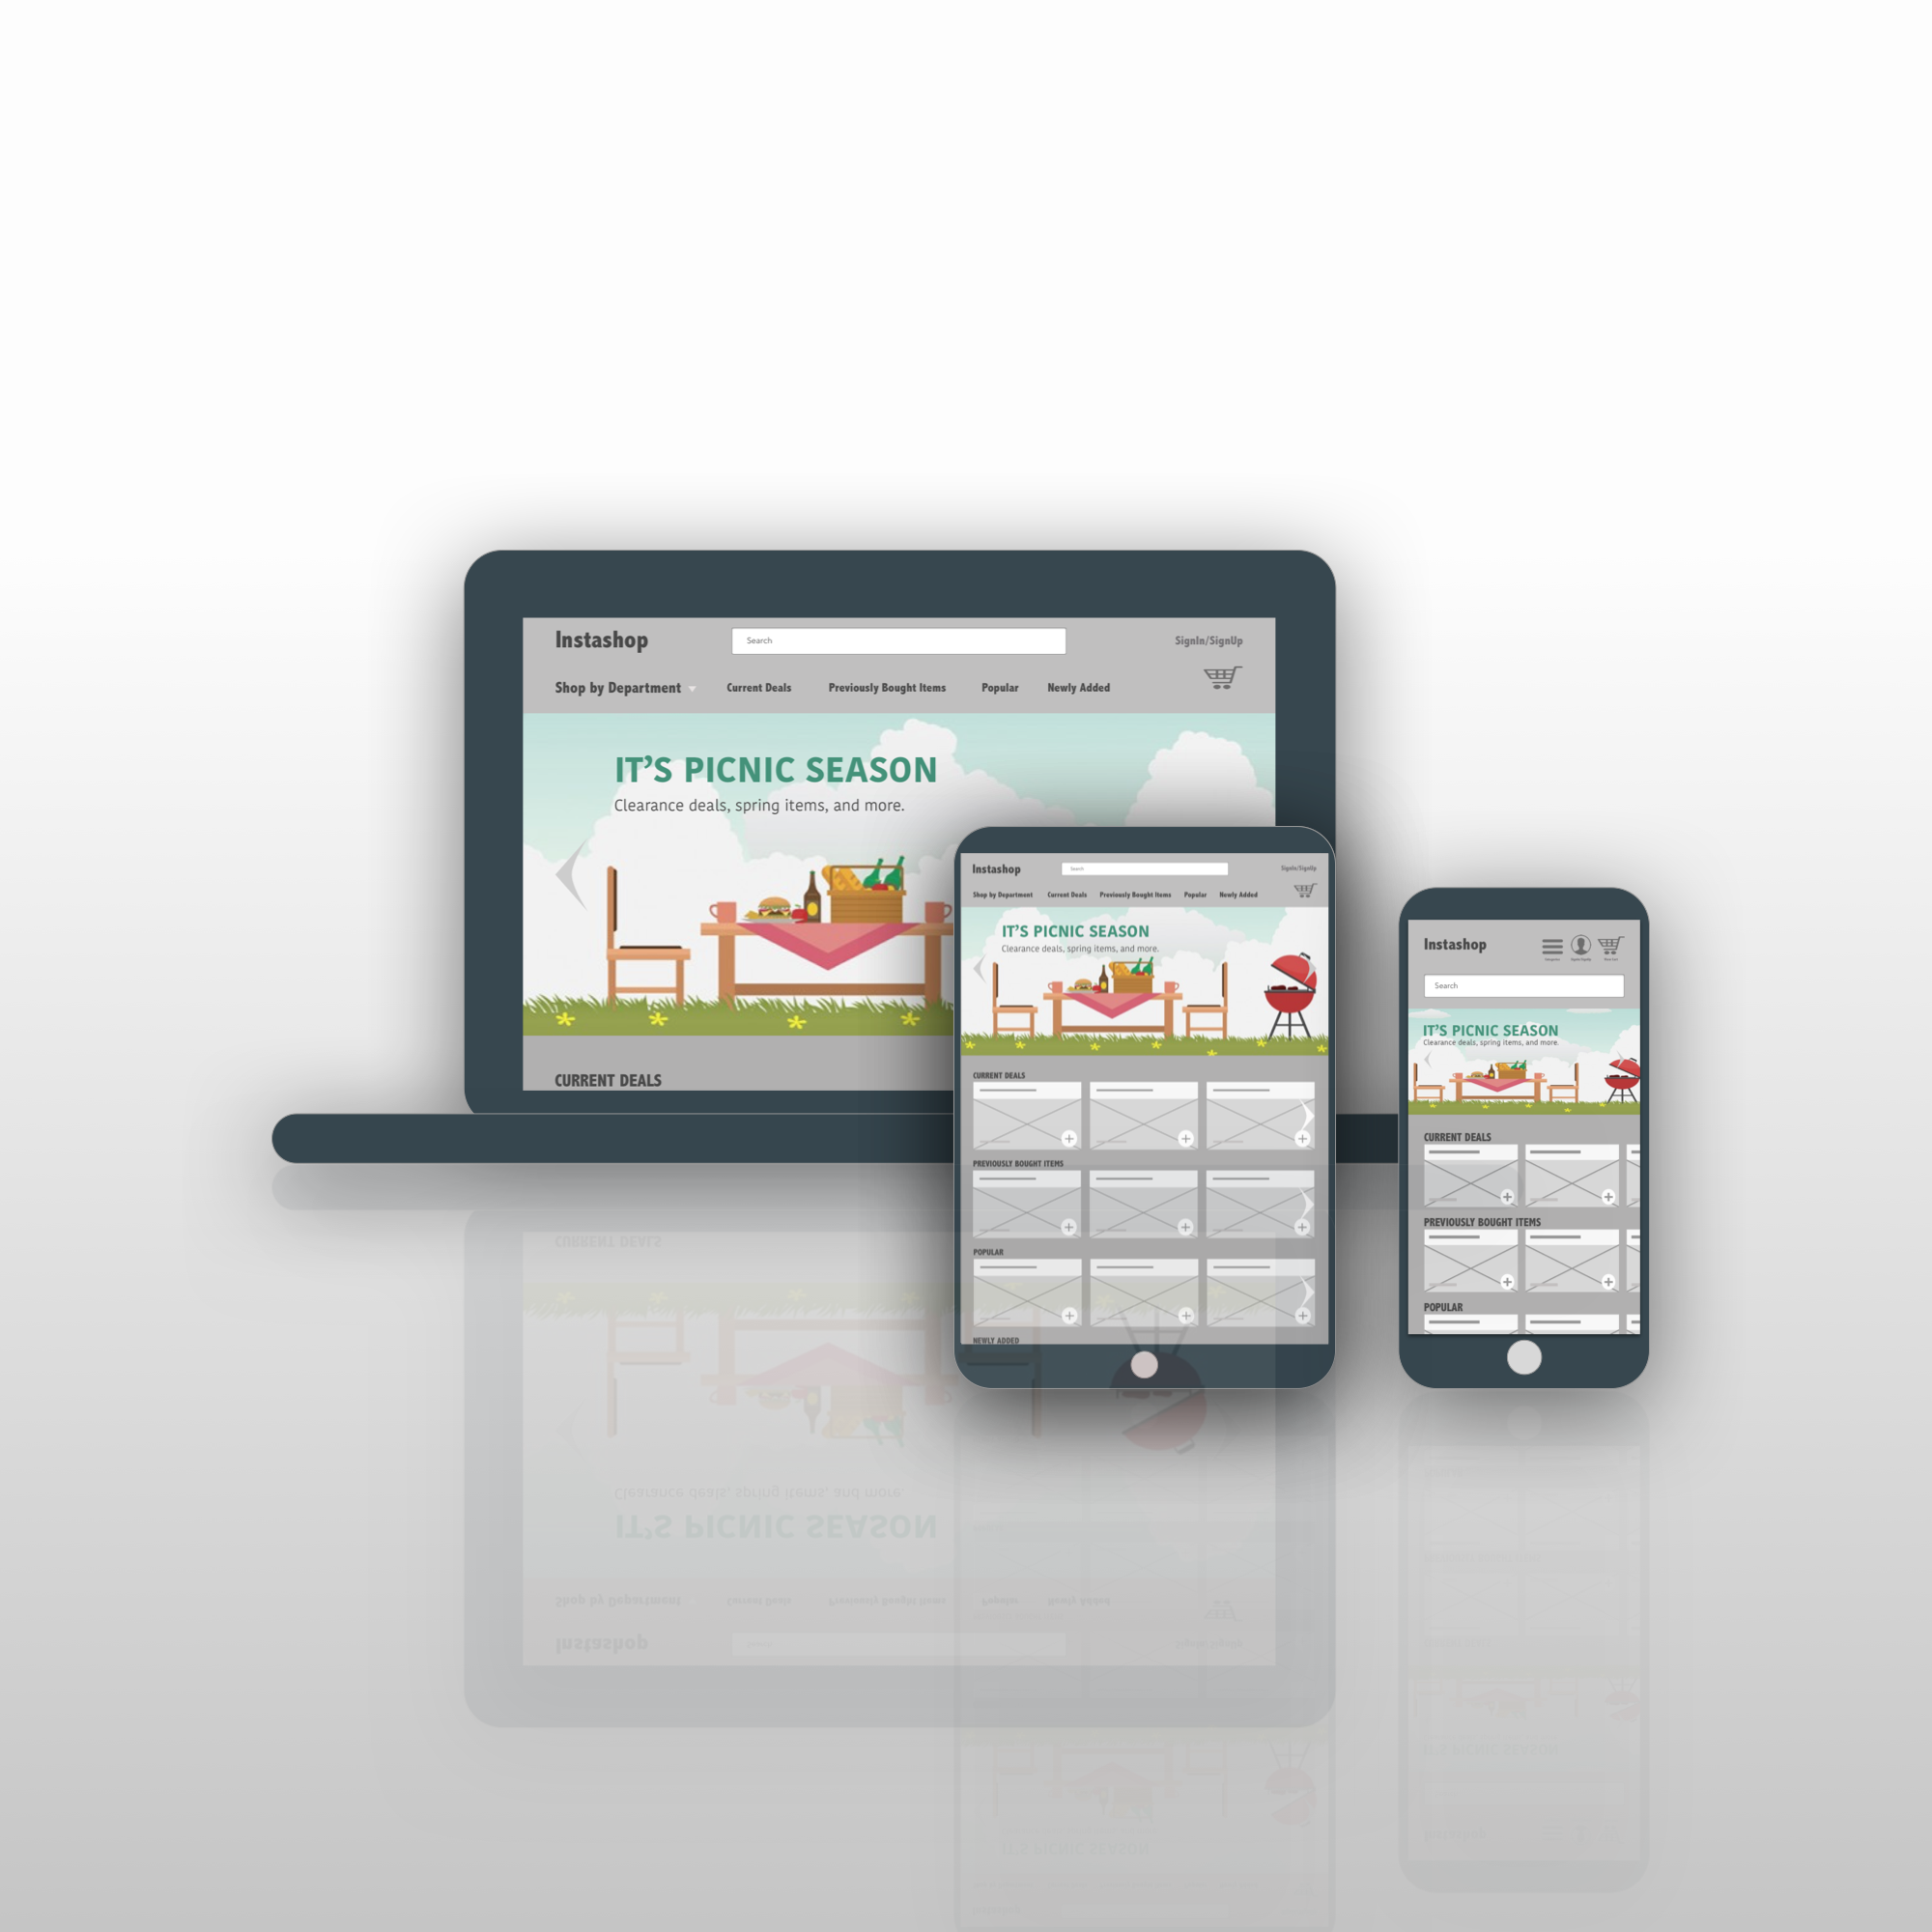 Instashop
Search
SignIn/SignUp
Shop by Department
Current Deals
Previously Bought Items
Popular
Newly Added
IT'S PICNIC SEASON
Clearance deals, spring items, and more.
CURRENT DEALS
Instashop
Search
SignIn/SignUp
Shop by Department
Current Deals
Previously Bought Items
Popular
Newly Added
IT'S PICNIC SEASON
Clearance deals, spring items, and more.
CURRENT DEALS
PREVIOUSLY BOUGHT ITEMS
POPULAR
NEWLY ADDED
Instashop
Search
IT'S PICNIC SEASON
Clearance deals, spring items, and more.
CURRENT DEALS
PREVIOUSLY BOUGHT ITEMS
POPULAR